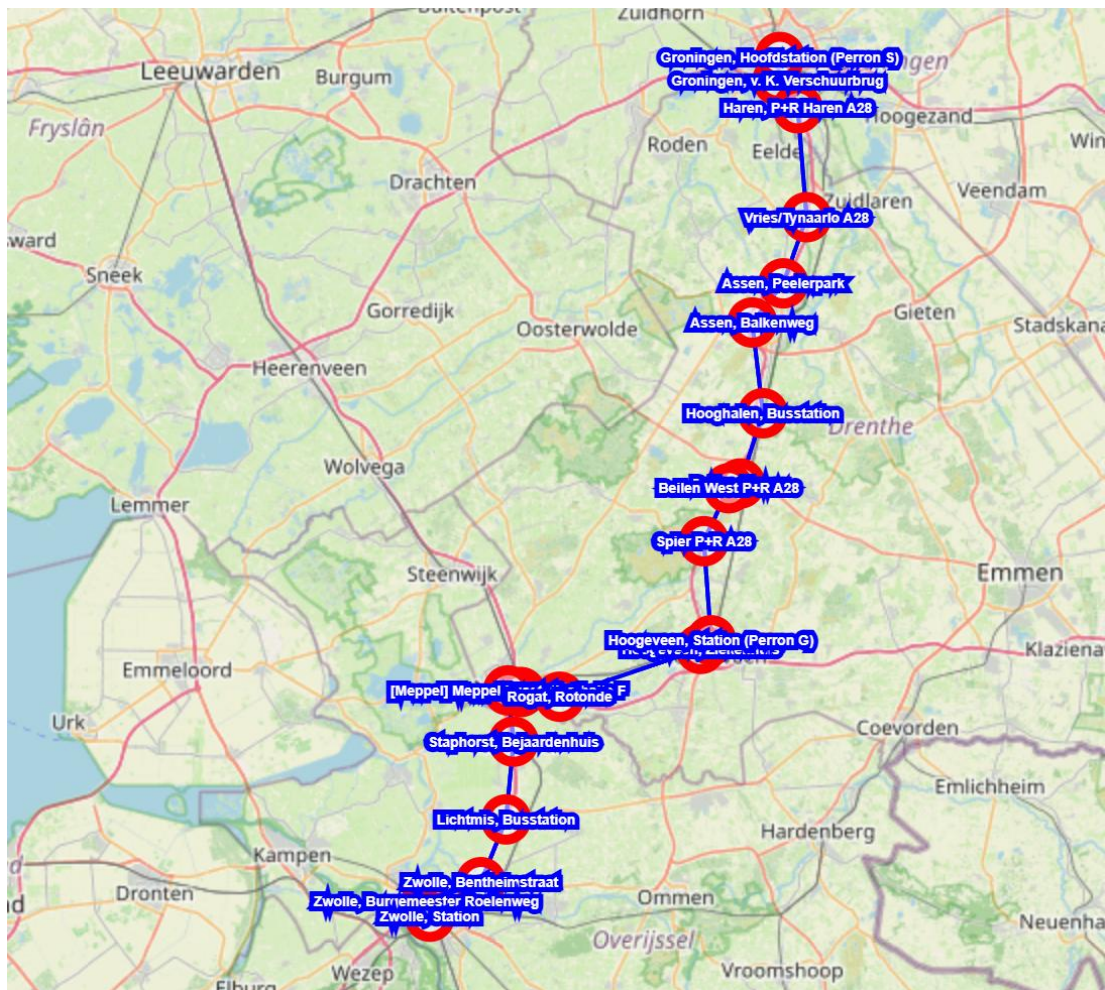 Buitenpost
Zuidhorn
Groningen, Hoofdstation (Perron S)
ingen
Leeuwarden
Burgum
Groningen, v. K. Verschuurbrug
Haren, P+R Haren A28
Hoogezand
Fryslân
Roden
Eelde
Win
Drachten
Veendam
Zuidlaren
Vries/Tynaarlo A28
ward
Sneek
Assen, Peelerpark
Gorredijk
Gieten
Oosterwolde
Assen, Balkenweg
Stadskana
Heerenveen
Hooghalen, Busstation
Drenthe
Wolvega
Beilen West P+R A28
Lemmer
Spier P+R A28
Steenwijk
Emmen
Hoogeveen, Station (Perron G)
Klaziena
Emmeloord
[Meppel] Meppel
F
Rogat, Rotonde
Urk
Coevorden
Staphorst, Bejaardenhuis
Emlichheim
Lichtmis, Busstation
Hardenberg
Kampen
Zwolle, Bentheimstraat
Dronten
Ommen
Zwolle, Burgemeester Roelenweg
Zwolle, Station
Neuenha
Overijssel
Wezep
Vroomshoop
Elburg